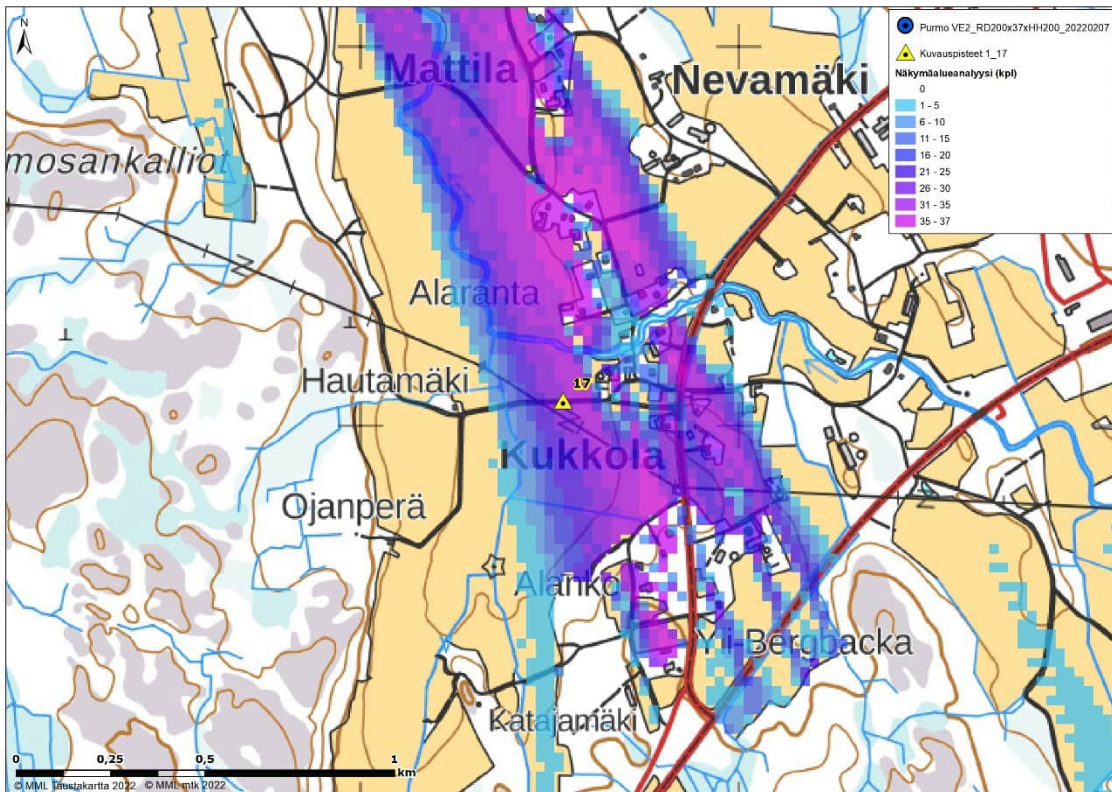 N
Purmo VE2_RD200x37xHH200_20220207
Kuvauspisteet 1_17
Näkymäalueanalyysi (kpl)
0
1 - 5
6 - 10
11 - 15
16 - 20
21 - 25
26 - 30
31 - 35
35 - 37
Mattila
Nevamäki
mosankalliot
Alaranta
Hautamäki
17
Kukkola
Ojanperä
Alanko
Yli-Bergbacka
Katajamäki
0 0,25 0,5 1
km
© MML Taustakartta 2022 © MML mtk 2022